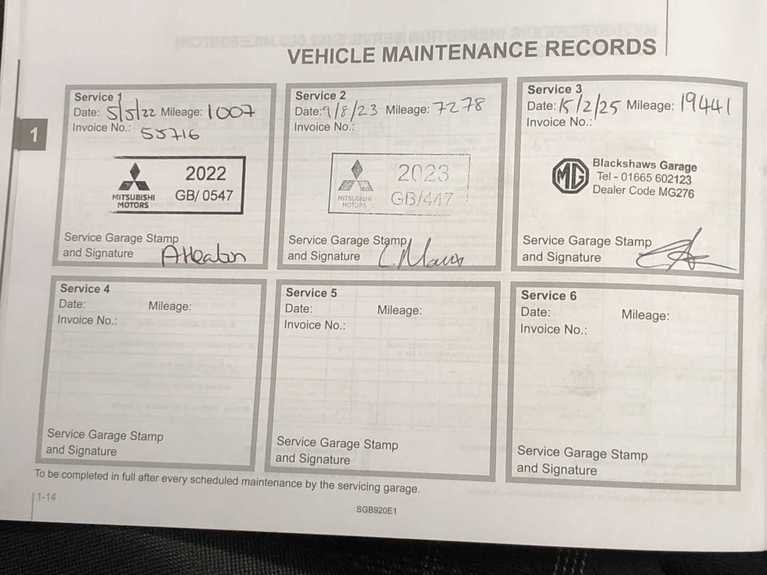 VEHICLE MAINTENANCE RECORDS
1
Service 1
Date: 5/5/22 Mileage: 1007
Invoice No.: 55716
MITSUBISHI
MOTORS
2022
GB/0547
Service Garage Stamp
and Signature AHeaton
Service 2
Date: 9/8/23 Mileage: 7278
Invoice No.:
MITSUBISHI
MOTORS
2023
GB/447
Service Garage Stamp
and Signature
Service 3
Date: 15/2/25 Mileage: 19441
Invoice No.:
MG
Blackshaws Garage
Tel - 01665 602123
Dealer Code MG276
Service Garage Stamp
and Signature
Service 4
Date: Mileage:
Invoice No.:
Service Garage Stamp
and Signature
Service 5
Date: Mileage:
Invoice No.:
Service Garage Stamp
and Signature
Service 6
Date: Mileage:
Invoice No.:
Service Garage Stamp
and Signature
To be completed in full after every scheduled maintenance by the servicing garage.
1-14
SGB920E1